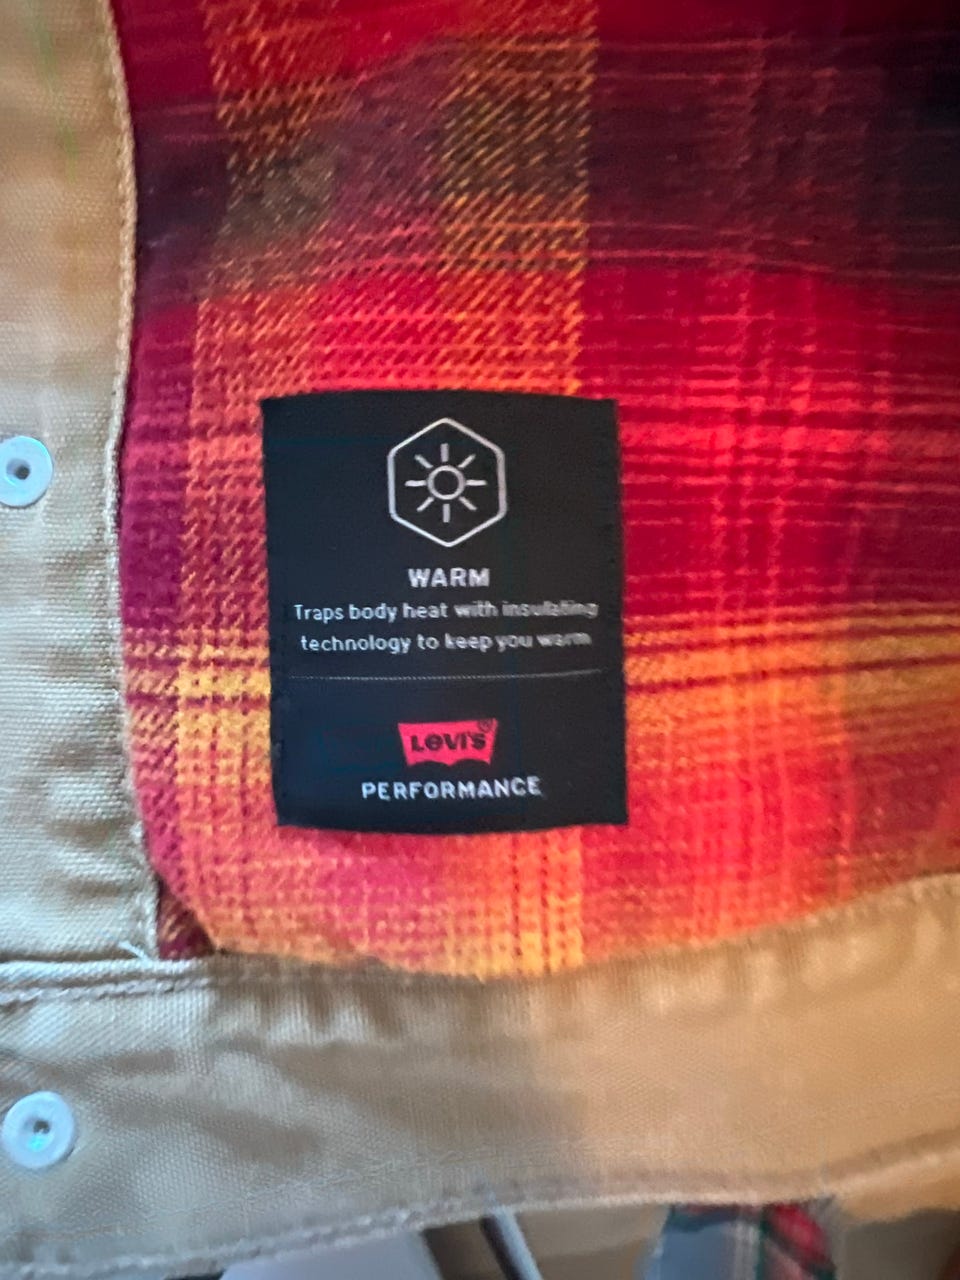 WARM
Traps body heat with insulating
technology to keep you warm
LEVI'S®
PERFORMANCE